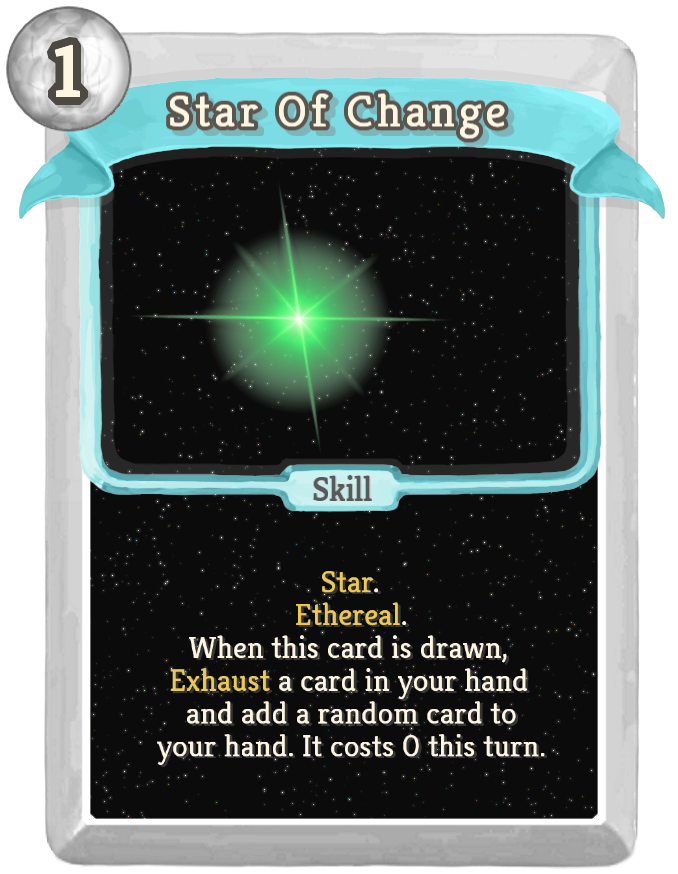 1
Star Of Change
Skill
Star.
Ethereal.
When this card is drawn,
Exhaust a card in your hand
and add a random card to
your hand. It costs 0 this turn.